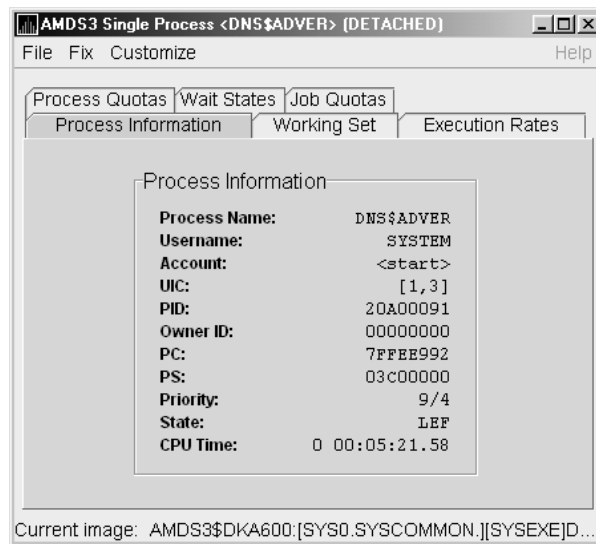 AMDS3 Single Process <DNS$ADVER> (DETACHED)
File Fix Customize Help
Process Quotas Wait States Job Quotas
Process Information Working Set Execution Rates
Process Information
Process Name: DNS$ADVER
Username: SYSTEM
Account: <start>
UIC: [1,3]
PID: 20A00091
Owner ID: 00000000
PC: 7FFEE992
PS: 03C00000
Priority: 9/4
State: LEF
CPU Time: 0 00:05:21.58
Current image: AMDS3$DKA600:[SYS0.SYSCOMMON.][SYSEXE]D...